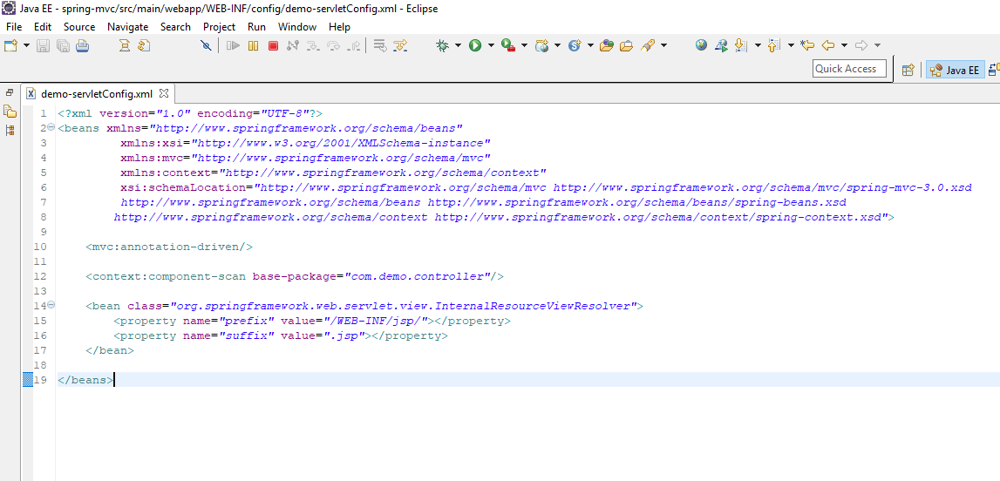 Java EE - spring-mvc/src/main/webapp/WEB-INF/config/demo-servletConfig.xml - Eclipse
File Edit Source Navigate Search Project Run Window Help
Quick Access
Java EE
demo-servletConfig.xml
1 <?xml version="1.0" encoding="UTF-8"?>
2 <beans xmlns="http://www.springframework.org/schema/beans"
3 xmlns:xsi="http://www.w3.org/2001/XMLSchema-instance"
4 xmlns:mvc="http://www.springframework.org/schema/mvc"
5 xmlns:context="http://www.springframework.org/schema/context"
6 xsi:schemaLocation="http://www.springframework.org/schema/mvc http://www.springframework.org/schema/mvc/spring-mvc-3.0.xsd
7 http://www.springframework.org/schema/beans http://www.springframework.org/schema/beans/spring-beans.xsd
8 http://www.springframework.org/schema/context http://www.springframework.org/schema/context/spring-context.xsd">
9
10 <mvc:annotation-driven/>
11
12 <context:component-scan base-package="com.demo.controller"/>
13
14 <bean class="org.springframework.web.servlet.view.InternalResourceViewResolver">
15 <property name="prefix" value="/WEB-INF/jsp/"></property>
16 <property name="suffix" value=".jsp"></property>
17 </bean>
18
19 </beans>